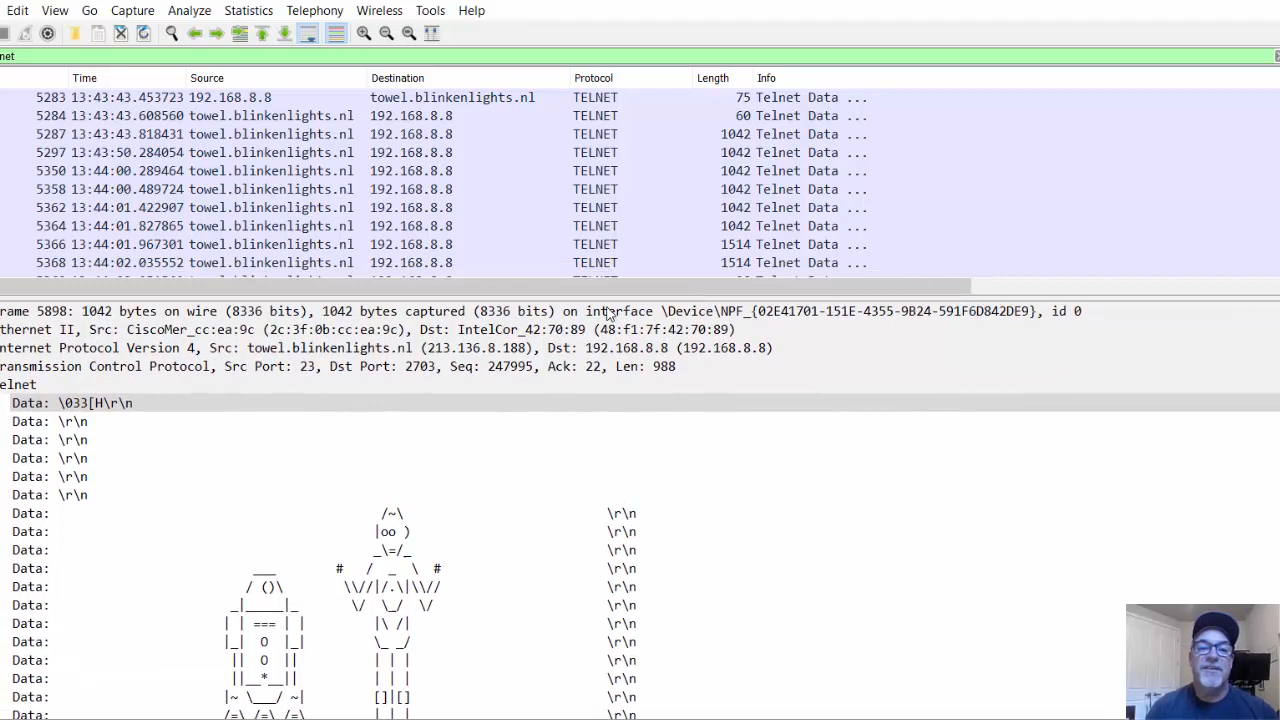 Edit View Go Capture Analyze Statistics Telephony Wireless Tools Help
net
Time Source Destination Protocol Length Info
5283 13:43:43.453723 192.168.8.8 towel.blinkenlights.nl TELNET 75 Telnet Data ...
5284 13:43:43.608560 towel.blinkenlights.nl 192.168.8.8 TELNET 60 Telnet Data ...
5287 13:43:43.818431 towel.blinkenlights.nl 192.168.8.8 TELNET 1042 Telnet Data ...
5297 13:43:50.284054 towel.blinkenlights.nl 192.168.8.8 TELNET 1042 Telnet Data ...
5350 13:44:00.289464 towel.blinkenlights.nl 192.168.8.8 TELNET 1042 Telnet Data ...
5358 13:44:00.489724 towel.blinkenlights.nl 192.168.8.8 TELNET 1042 Telnet Data ...
5362 13:44:01.422907 towel.blinkenlights.nl 192.168.8.8 TELNET 1042 Telnet Data ...
5364 13:44:01.827865 towel.blinkenlights.nl 192.168.8.8 TELNET 1042 Telnet Data ...
5366 13:44:01.967301 towel.blinkenlights.nl 192.168.8.8 TELNET 1514 Telnet Data ...
5368 13:44:02.035552 towel.blinkenlights.nl 192.168.8.8 TELNET 1514 Telnet Data ...
rame 5898: 1042 bytes on wire (8336 bits), 1042 bytes captured (8336 bits) on interface \Device\NPF_{02E41701-151E-4355-9B24-591F6D842DE9}, id 0
thernet II, Src: CiscoMer_cc:ea:9c (2c:3f:0b:cc:ea:9c), Dst: IntelCor_42:70:89 (48:f1:7f:42:70:89)
nternet Protocol Version 4, Src: towel.blinkenlights.nl (213.136.8.188), Dst: 192.168.8.8 (192.168.8.8)
ransmission Control Protocol, Src Port: 23, Dst Port: 2703, Seq: 247995, Ack: 22, Len: 988
elnet
Data: \033[H\r\n
Data: \r\n
Data: \r\n
Data: \r\n
Data: \r\n
Data: \r\n
Data: /~\ \r\n
Data: |oo ) \r\n
Data: _\=/_ \r\n
Data: ___ # / _ \ # \r\n
Data: / ()\ \\//|/.\|\\// \r\n
Data: _|_____|_ \/ \_/ \/ \r\n
Data: | | === | | |\ /| \r\n
Data: |_| O |_| \_ _/ \r\n
Data: || O || | | | \r\n
Data: ||__*__|| | | | \r\n
Data: |~ \___/ ~| []|[] \r\n
Data: /=\ /=\ /=\ | | | \r\n